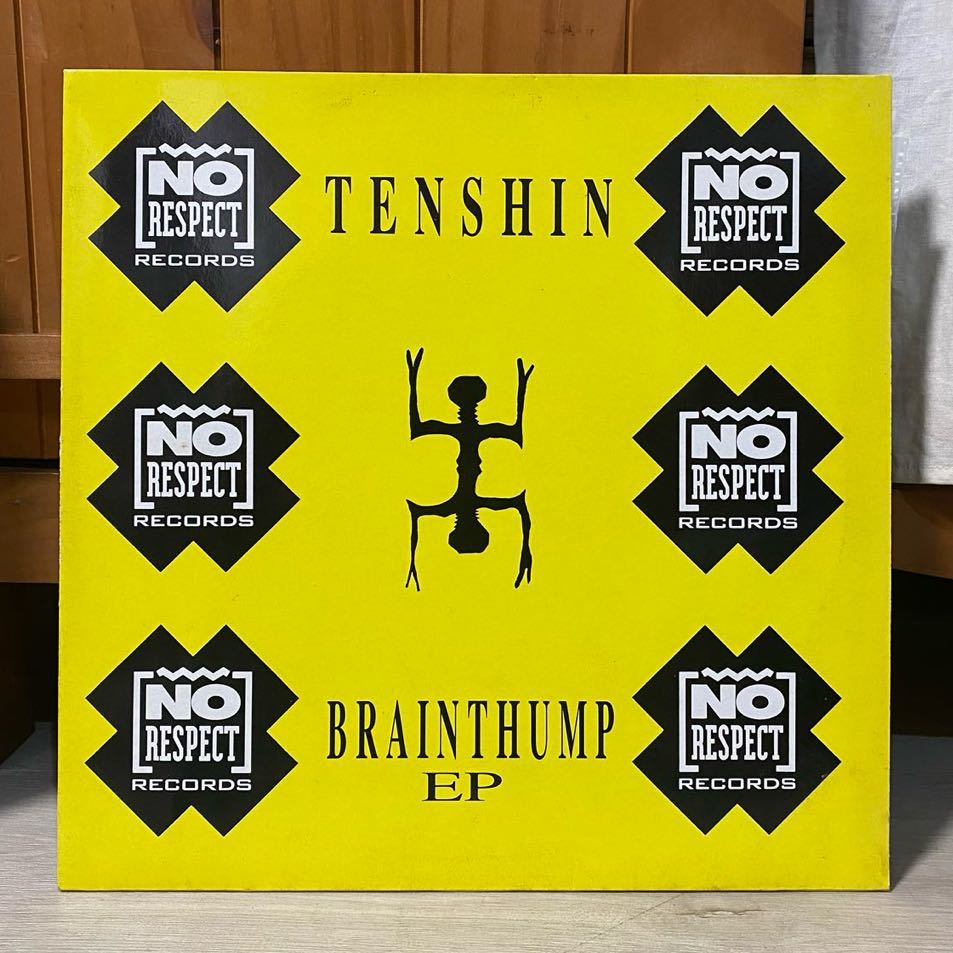 NO
RESPECT
RECORDS
TENSHIN
NO
RESPECT
RECORDS
NO
RESPECT
RECORDS
NO
RESPECT
RECORDS
NO
RESPECT
RECORDS
BRAINTHUMP
EP
NO
RESPECT
RECORDS